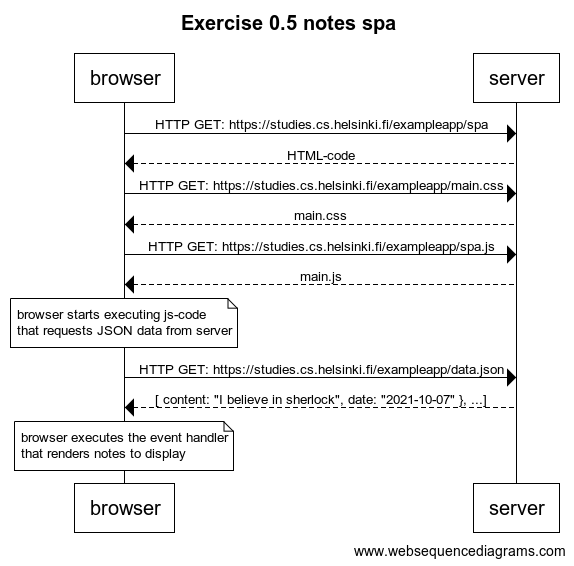 Exercise 0.5 notes spa
browser
server
HTTP GET: https://studies.cs.helsinki.fi/exampleapp/spa
HTML-code
HTTP GET: https://studies.cs.helsinki.fi/exampleapp/main.css
main.css
HTTP GET: https://studies.cs.helsinki.fi/exampleapp/spa.js
main.js
browser starts executing js-code
that requests JSON data from server
HTTP GET: https://studies.cs.helsinki.fi/exampleapp/data.json
[ content: "I believe in sherlock", date: "2021-10-07" }, ...]
browser executes the event handler
that renders notes to display
browser
server
www.websequencediagrams.com